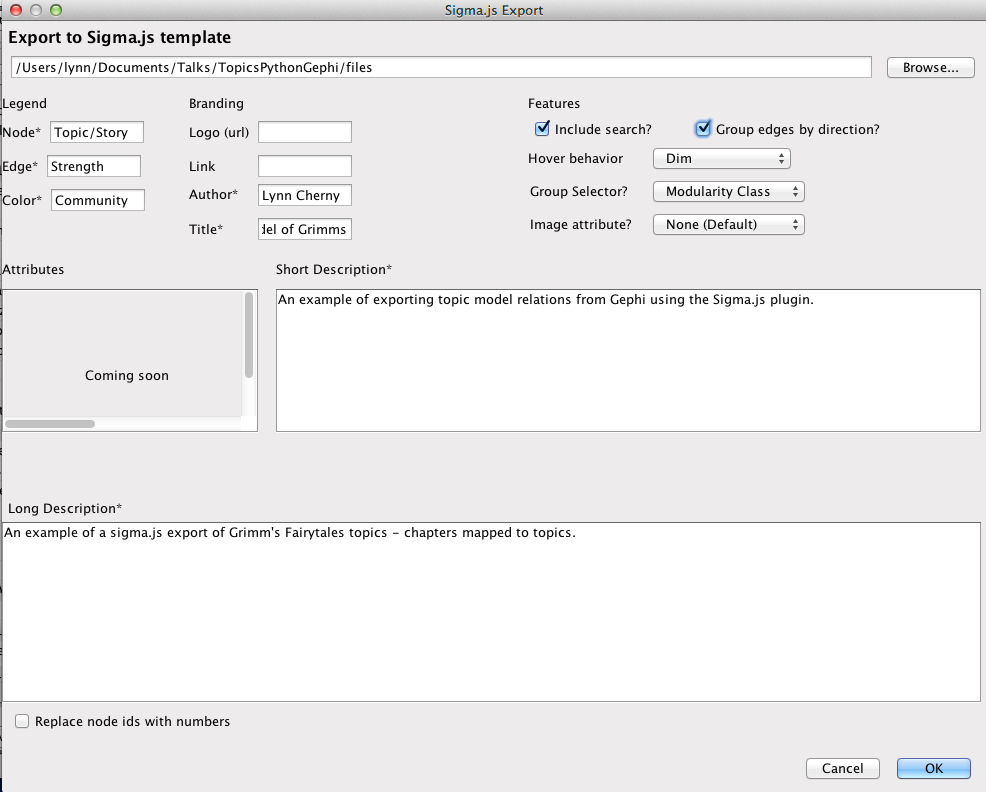 Sigma.js Export
Export to Sigma.js template
/Users/lynn/Documents/Talks/TopicsPythonGephi/files
Browse...
Legend
Branding
Features
Node*
Topic/Story
Logo (url)
Include search?
Group edges by direction?
Edge*
Strength
Link
Hover behavior
Dim
Color*
Community
Author*
Lynn Cherny
Group Selector?
Modularity Class
Title*
del of Grimms
Image attribute?
None (Default)
Attributes
Short Description*
Coming soon
An example of exporting topic model relations from Gephi using the Sigma.js plugin.
Long Description*
An example of a sigma.js export of Grimm's Fairytales topics - chapters mapped to topics.
Replace node ids with numbers
Cancel
OK